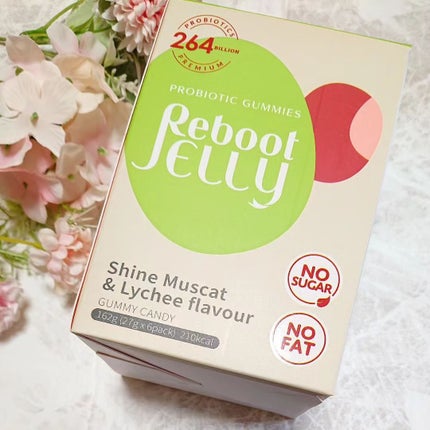 PROBIOTICS
264 BILLION
PREMIUM
PROBIOTIC GUMMIES
Reboot
JELLY
Shine Muscat
& Lychee flavour
GUMMY CANDY
162g (27g x 6pack) 210kcal
NO
SUGAR
NO
FAT